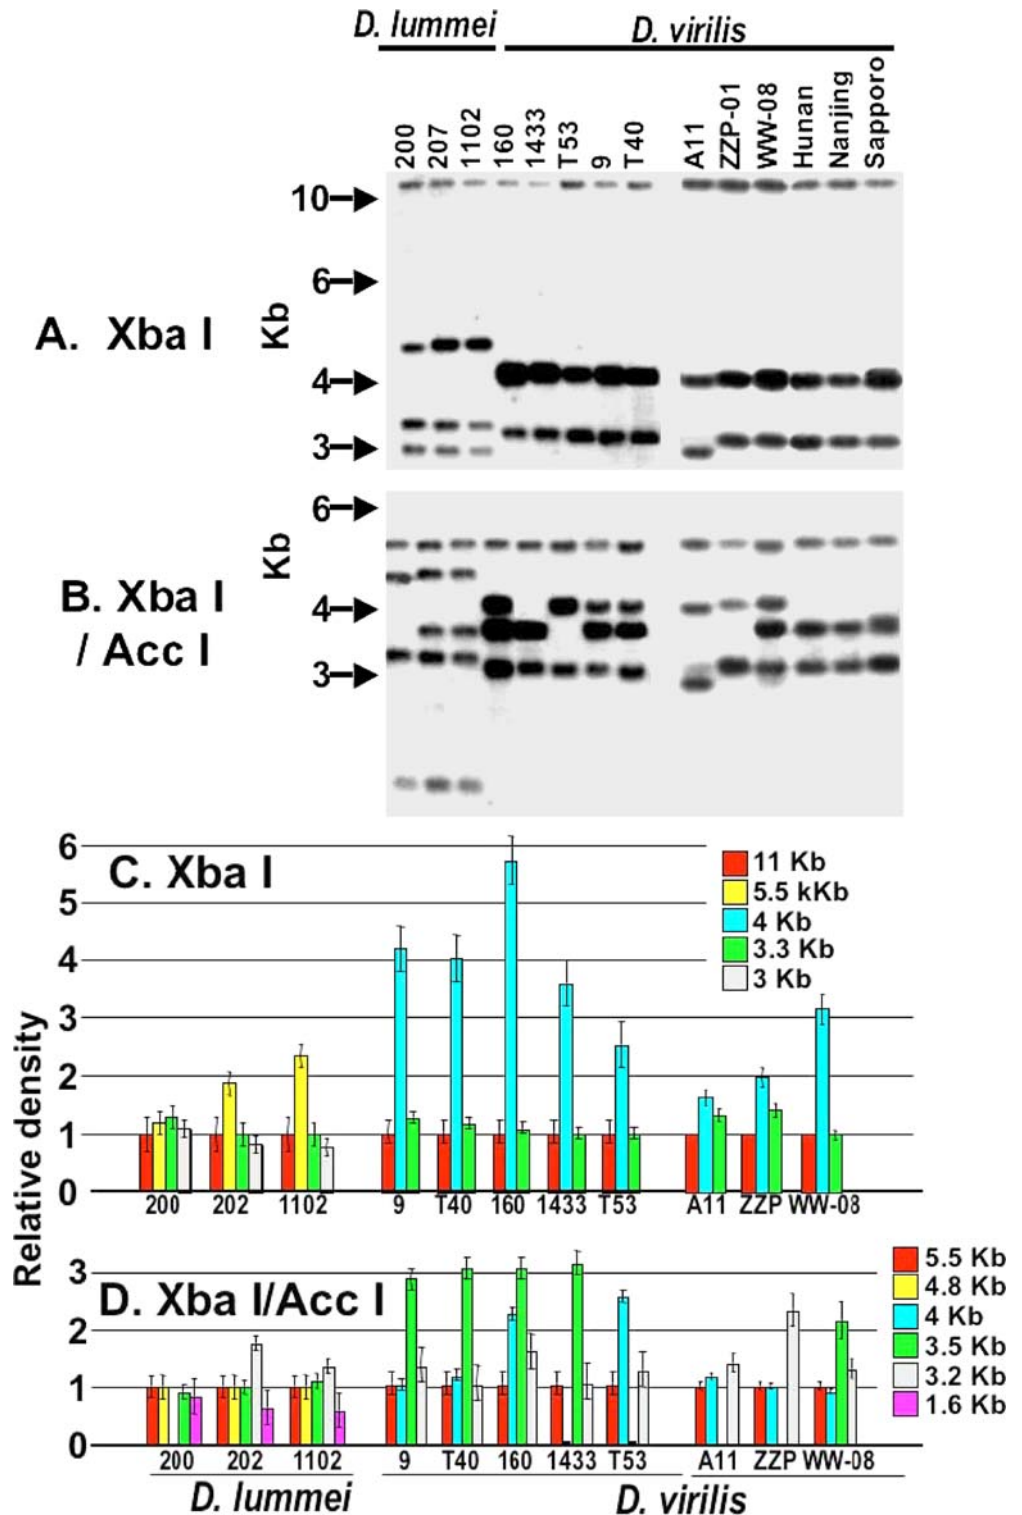 D. lummei D. virilis
200 207 1102 160 1433 T53 9 T40 A11 ZZP-01 WW-08 Hunan Nanjing Sapporo
10
6
A. Xba I
Kb
4
3
6
Kb
B. Xba I
/ Acc I
4
3
6
C. Xba I
5
4
3
2
1
0
11 Kb
5.5 kKb
4 Kb
3.3 Kb
3 Kb
200 202 1102 9 T40 160 1433 T53 A11 ZZP WW-08
Relative density
D. Xba I/Acc I
3
2
1
0
5.5 Kb
4.8 Kb
4 Kb
3.5 Kb
3.2 Kb
1.6 Kb
200 202 1102 9 T40 160 1433 T53 A11 ZZP WW-08
D. lummei D. virilis